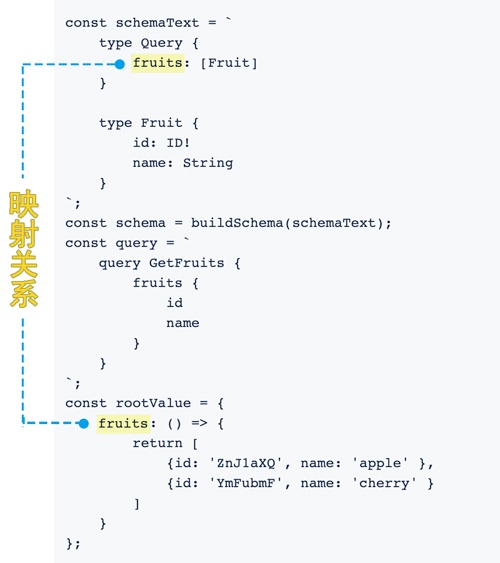 const schemaText = `
    type Query {
        fruits: [Fruit]
    }

    type Fruit {
        id: ID!
        name: String
    }
`;
const schema = buildSchema(schemaText);
const query = `
    query GetFruits {
        fruits {
            id
            name
        }
    }
`;
const rootValue = {
    fruits: () => {
        return [
            {id: 'ZnJ1aXQ', name: 'apple' },
            {id: 'YmFubmF', name: 'cherry' }
        ]
    }
};
映射关系